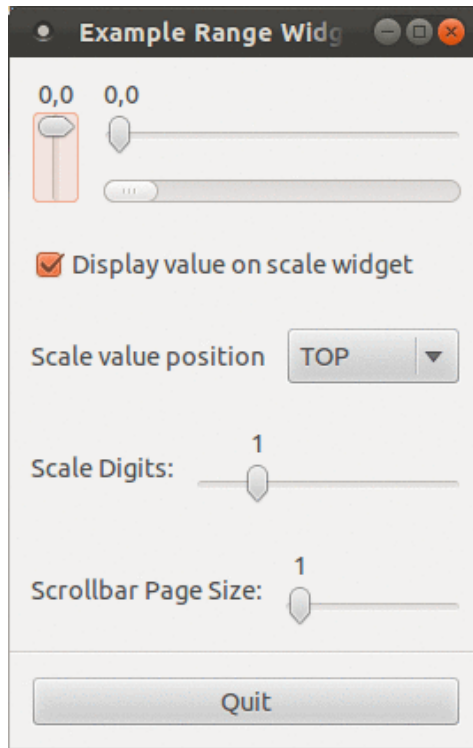 Example Range Widg
0,0 0,0
Display value on scale widget
Scale value position TOP
1
Scale Digits:
1
Scrollbar Page Size:
Quit